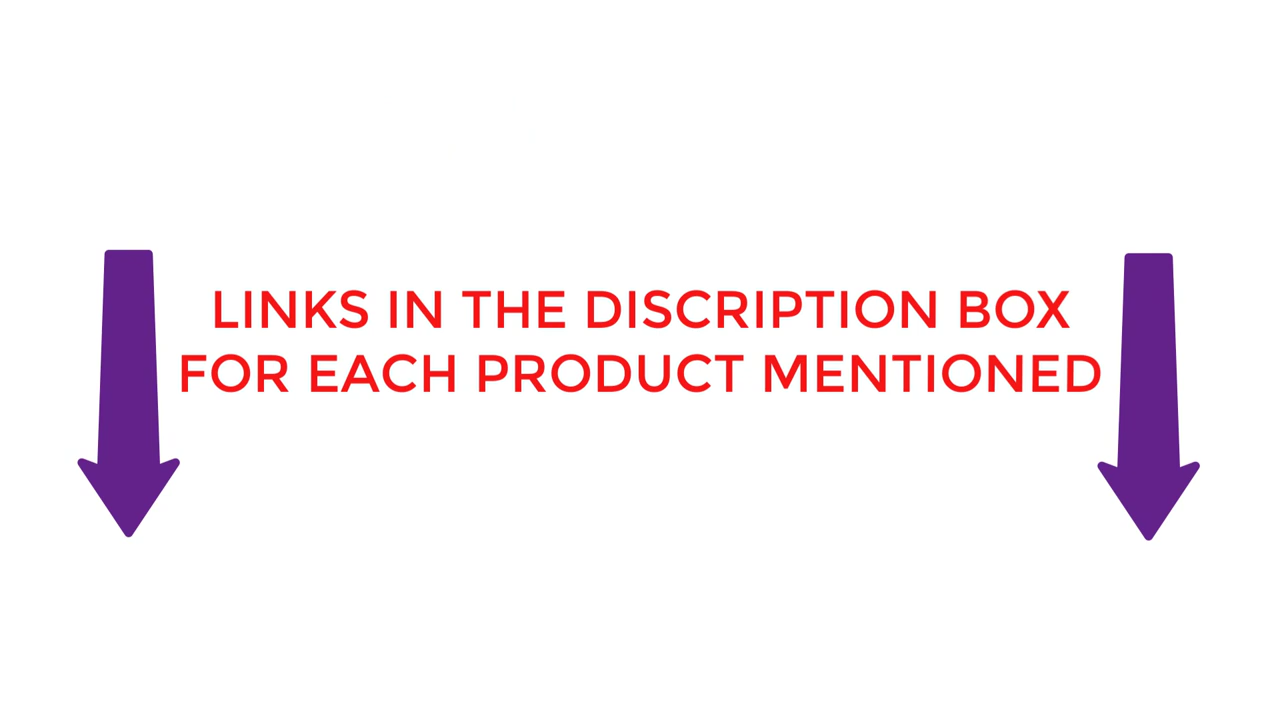 LINKS IN THE DISCRIPTION BOX
FOR EACH PRODUCT MENTIONED